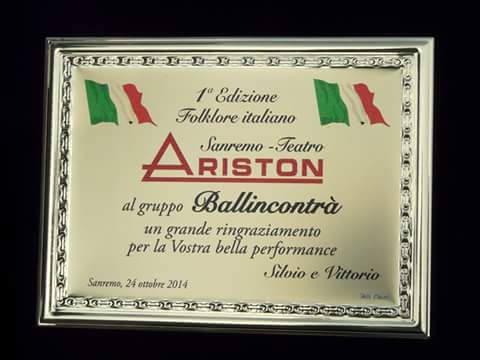 1ª Edizione
Folklore italiano
Sanremo - Teatro
ARISTON
al gruppo Ballincontrà
un grande ringraziamento
per la Vostra bella performance
Silvio e Vittorio
Sanremo, 24 ottobre 2014